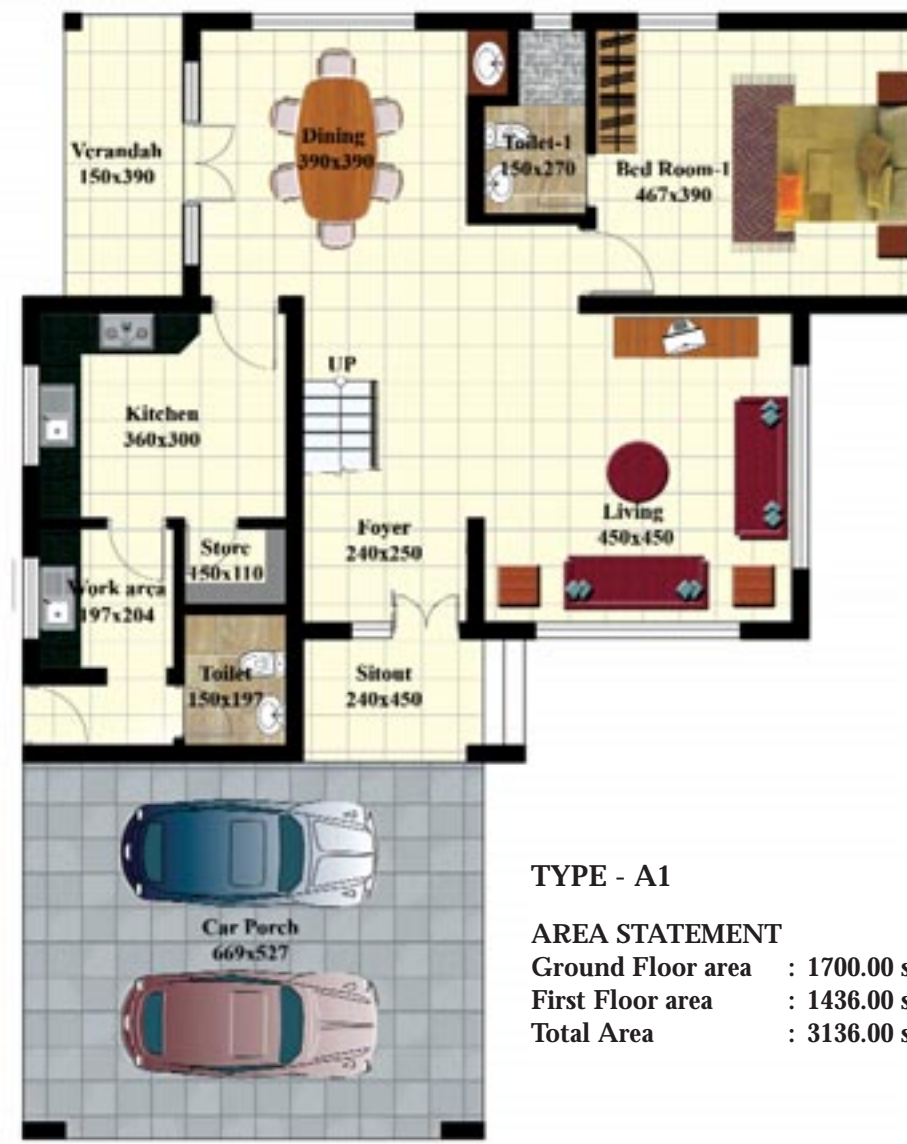 Verandah
150x390
Dining
390x390
Toilet-1
150x270
Bed Room-1
467x390
UP
Kitchen
360x300
Foyer
240x250
Living
450x450
Store
150x110
Work area
197x204
Toilet
150x197
Sitout
240x450
Car Porch
669x527
TYPE - A1
AREA STATEMENT
Ground Floor area : 1700.00 s
First Floor area : 1436.00 s
Total Area : 3136.00 s